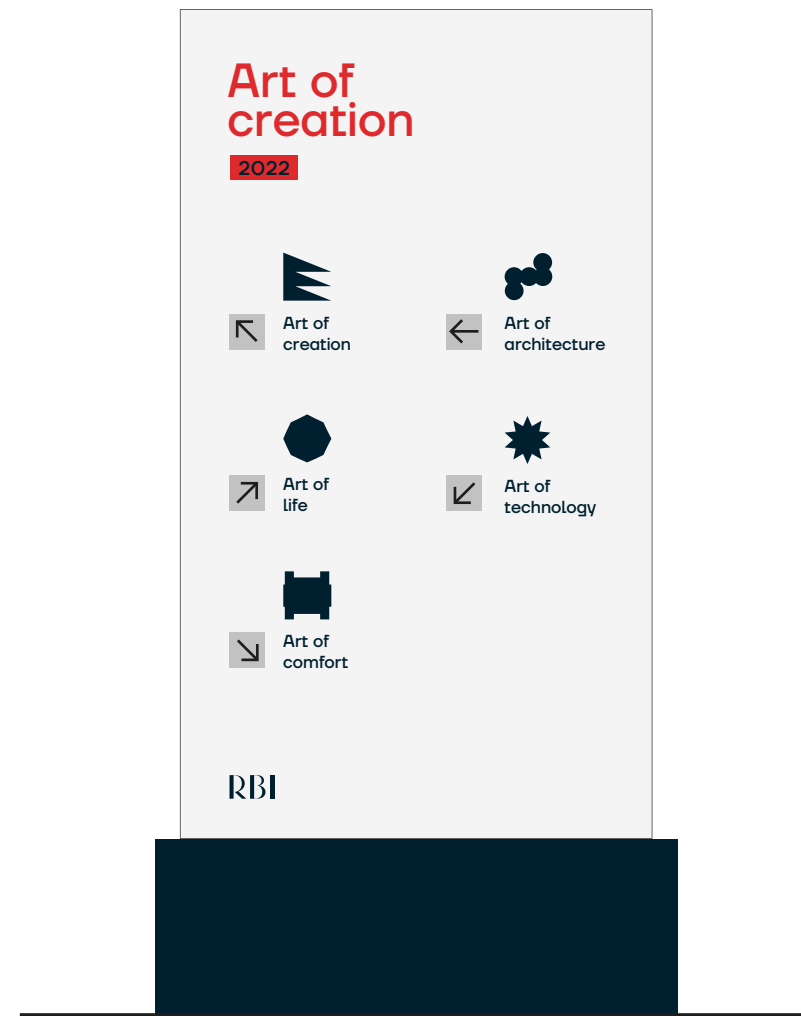 Art of
creation
2022
Art of
creation
Art of
architecture
Art of
life
Art of
technology
Art of
comfort
RBI